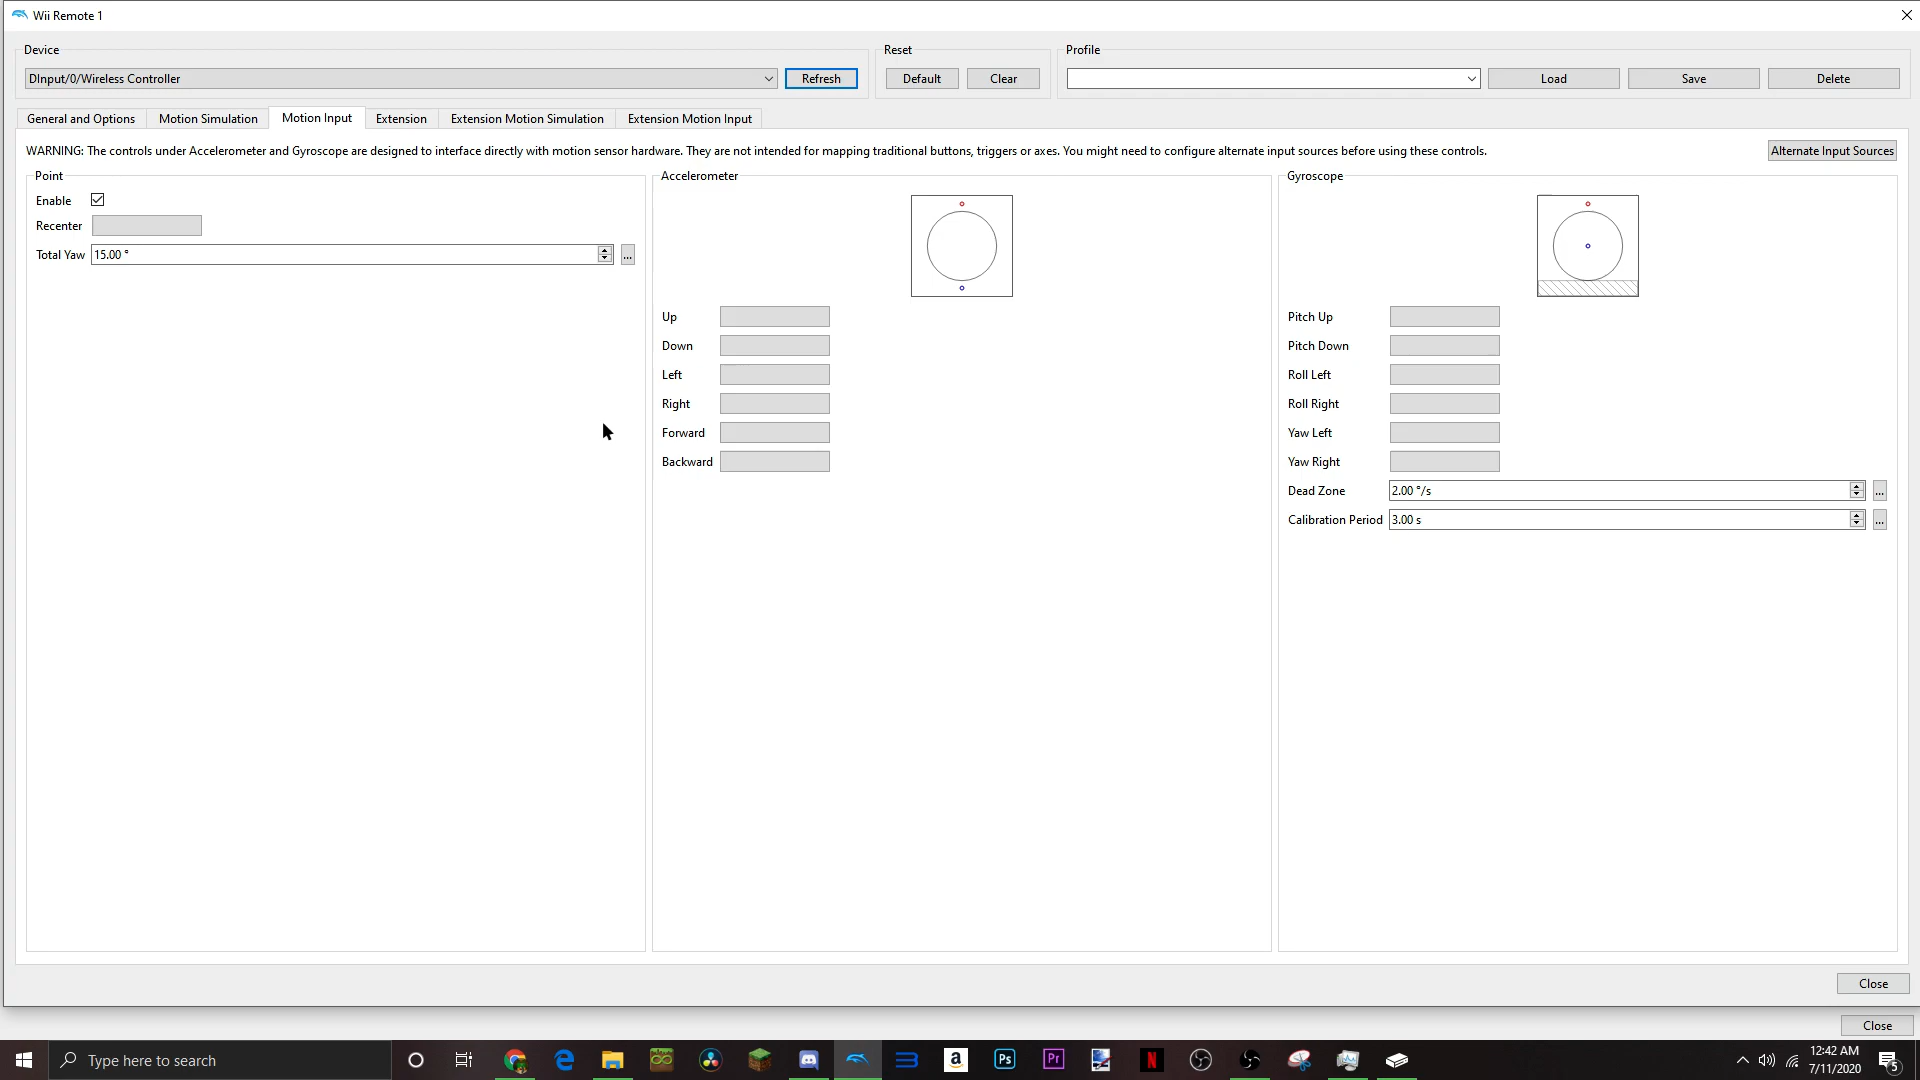 Wii Remote 1
Device
Reset
Profile
DInput/0/Wireless Controller
Refresh
Default
Clear
Load
Save
Delete
General and Options
Motion Simulation
Motion Input
Extension
Extension Motion Simulation
Extension Motion Input
WARNING: The controls under Accelerometer and Gyroscope are designed to interface directly with motion sensor hardware. They are not intended for mapping traditional buttons, triggers or axes. You might need to configure alternate input sources before using these controls.
Alternate Input Sources
Point
Enable
Recenter
Total Yaw 15.00 °
...
Accelerometer
Up
Down
Left
Right
Forward
Backward
Gyroscope
Pitch Up
Pitch Down
Roll Left
Roll Right
Yaw Left
Yaw Right
Dead Zone 2.00 °/s
...
Calibration Period 3.00 s
...
Close
Close
Type here to search
a
Ps
Pr
N
12:42 AM
7/11/2020
5